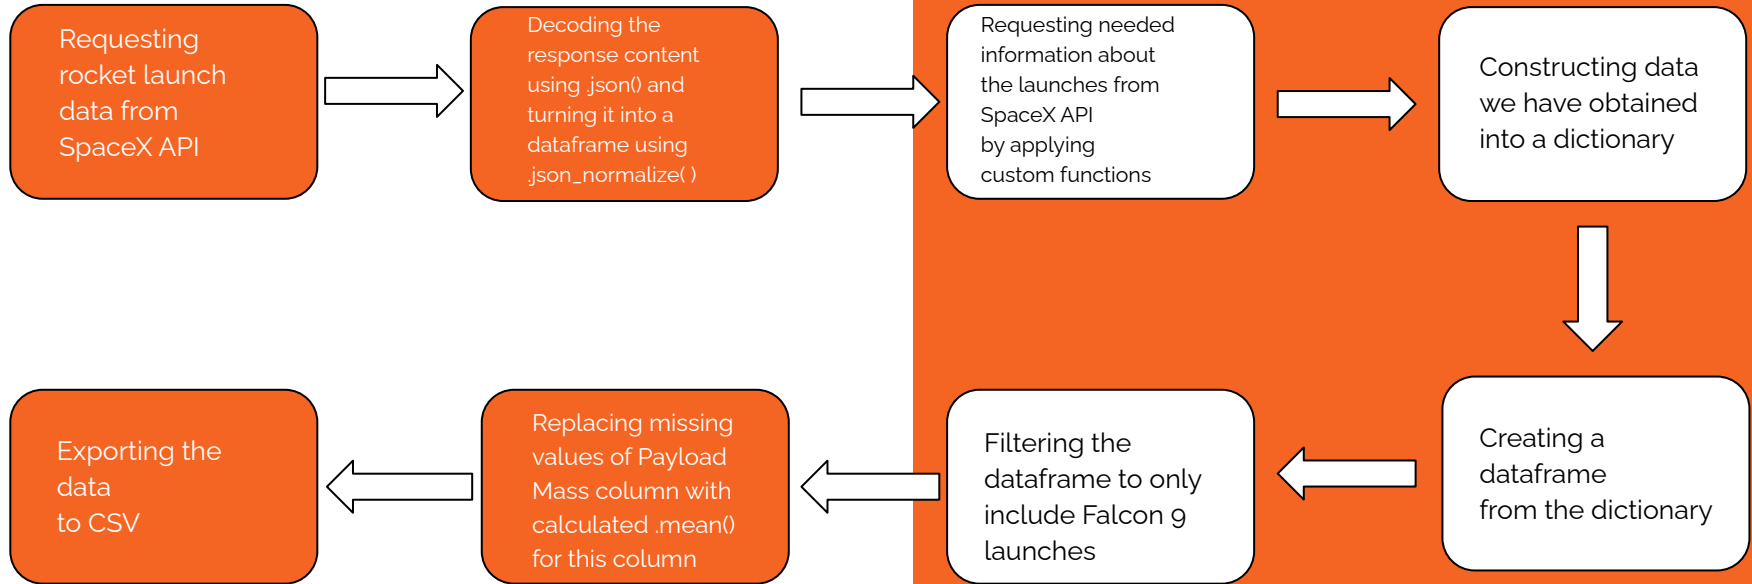 Requesting
rocket launch
data from
SpaceX API
Decoding the
response content
using .json() and
turning it into a
dataframe using
.json_normalize( )
Requesting needed
information about
the launches from
SpaceX API
by applying
custom functions
Constructing data
we have obtained
into a dictionary
Creating a
dataframe
from the dictionary
Filtering the
dataframe to only
include Falcon 9
launches
Replacing missing
values of Payload
Mass column with
calculated .mean()
for this column
Exporting the
data
to CSV